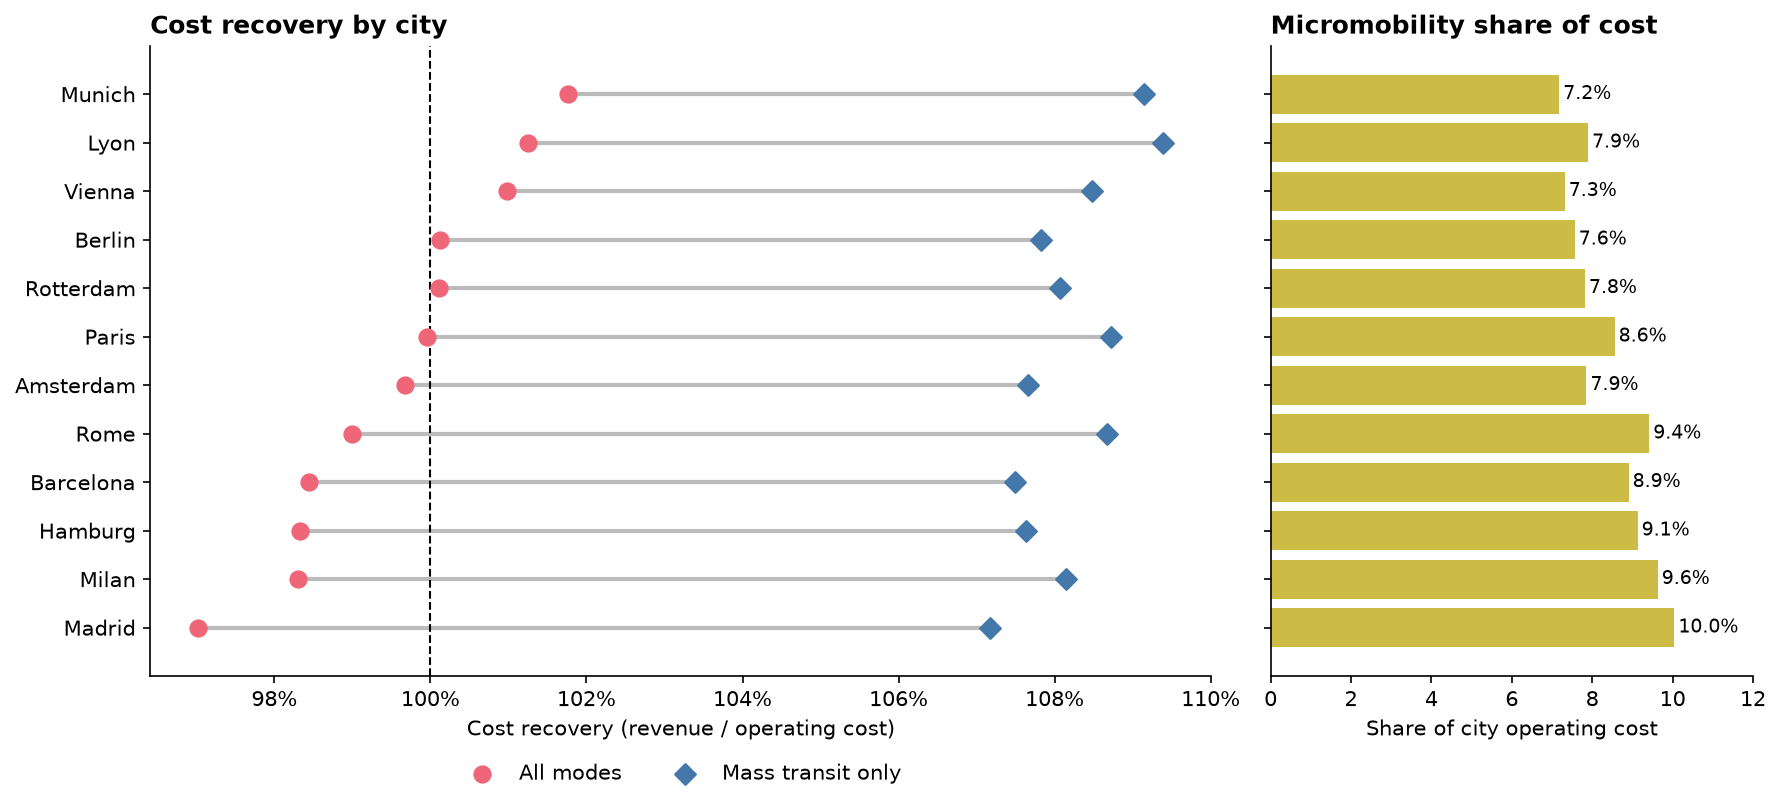 Cost recovery by city
Munich
Lyon
Vienna
Berlin
Rotterdam
Paris
Amsterdam
Rome
Barcelona
Hamburg
Milan
Madrid
98% 100% 102% 104% 106% 108% 110%
Cost recovery (revenue / operating cost)
All modes Mass transit only
Micromobility share of cost
7.2%
7.9%
7.3%
7.6%
7.8%
8.6%
7.9%
9.4%
8.9%
9.1%
9.6%
10.0%
0 2 4 6 8 10 12
Share of city operating cost